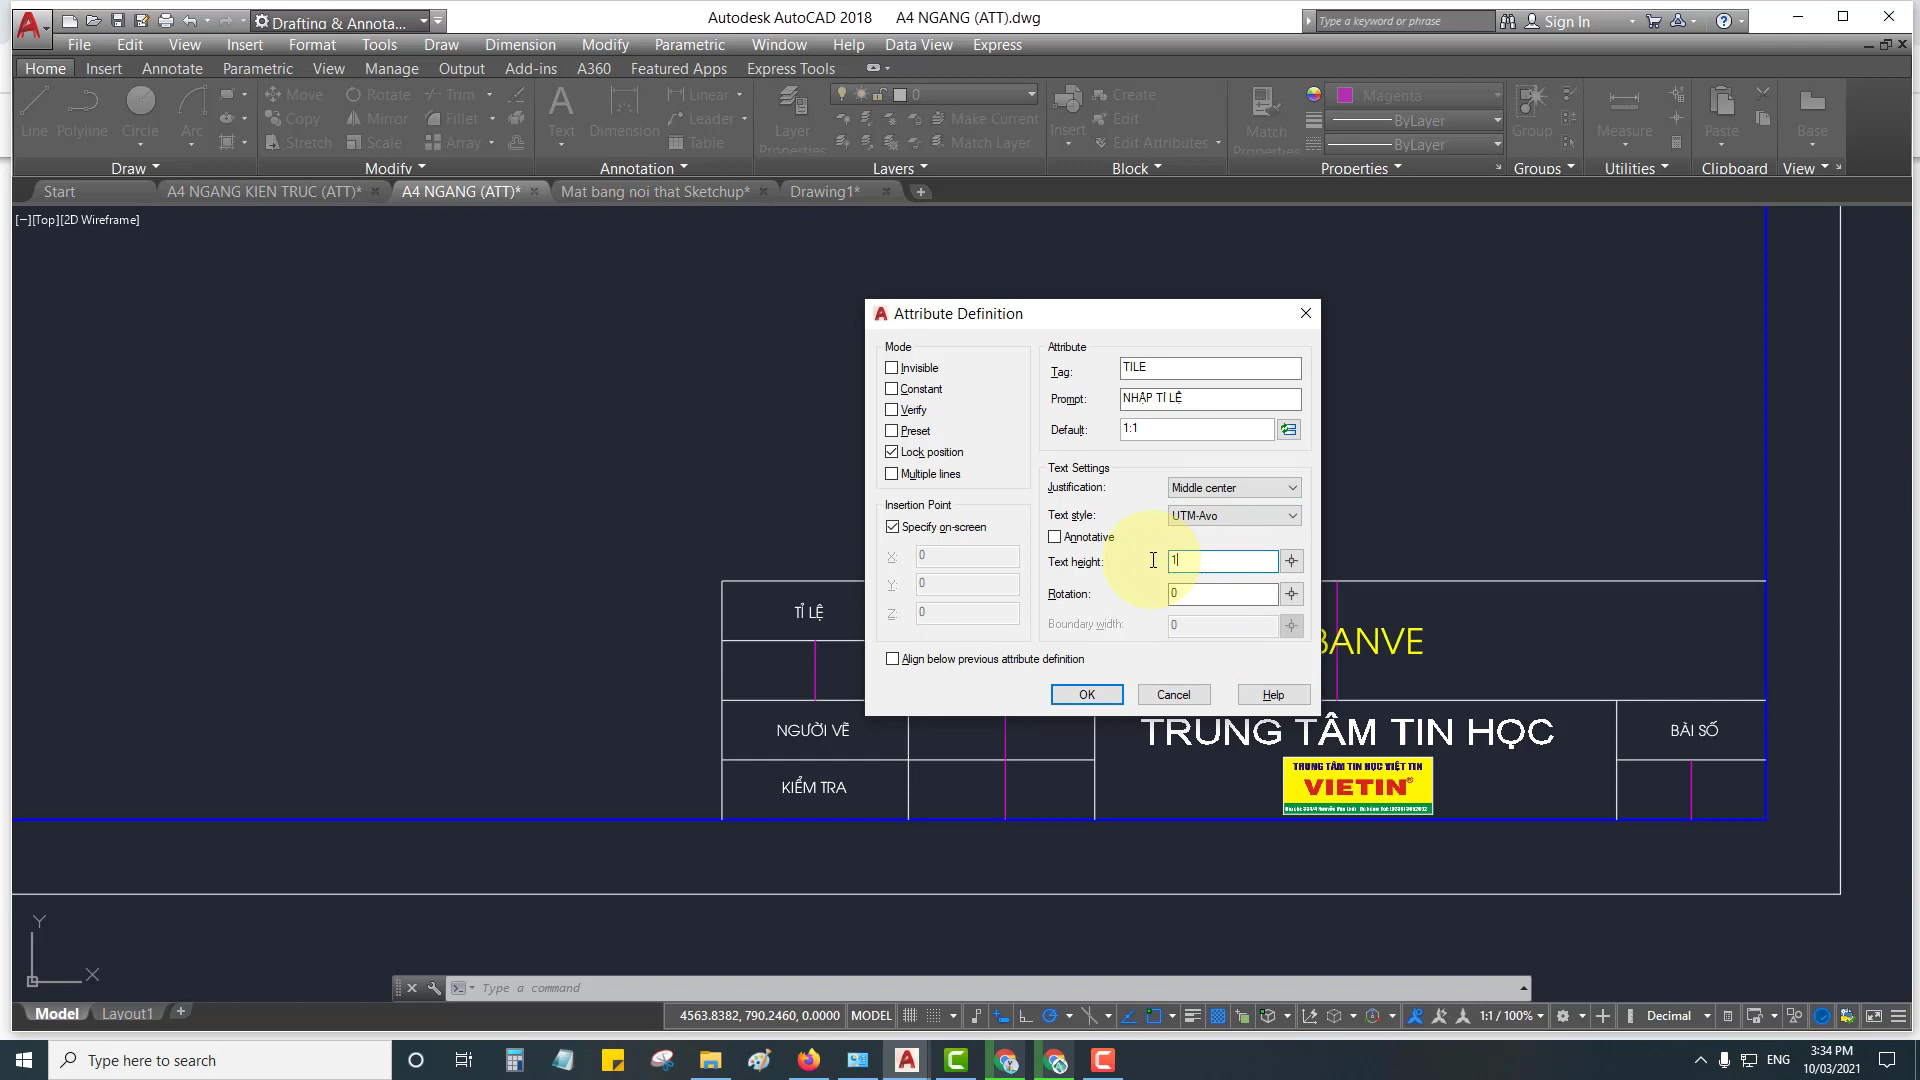 Drafting & Annota...
Autodesk AutoCAD 2018 A4 NGANG (ATT).dwg
Type a keyword or phrase
Sign In
File Edit View Insert Format Tools Draw Dimension Modify Parametric Window Help Data View Express
Home Insert Annotate Parametric View Manage Output Add-ins A360 Featured Apps Express Tools
Line Polyline Circle Arc
Move Rotate Trim
Copy Mirror Fillet
Stretch Scale Array
Text Dimension
Linear
Leader
Table
Layer Properties
0
Make Current
Match Layer
Insert
Create
Edit
Edit Attributes
Match Properties
Magenta
ByLayer
ByLayer
Group
Measure
Paste
Base
Draw Modify Annotation Layers Block Properties Groups Utilities Clipboard View
Start A4 NGANG KIEN TRUC (ATT)* A4 NGANG (ATT)* Mat bang noi that Sketchup* Drawing1*
[−][Top][2D Wireframe]
Attribute Definition
Mode
Invisible
Constant
Verify
Preset
Lock position
Multiple lines
Attribute
Tag: TILE
Prompt: NHẬP TỈ LỆ
Default: 1:1
Insertion Point
Specify on-screen
X: 0
Y: 0
Z: 0
Text Settings
Justification: Middle center
Text style: UTM-Avo
Annotative
Text height: 1
Rotation: 0
Boundary width: 0
Align below previous attribute definition
OK Cancel Help
TỈ LỆ
BANVE
NGƯỜI VẼ
TRUNG TÂM TIN HỌC
BÀI SỐ
KIỂM TRA
TRUNG TÂM TIN HỌC VIỆT TIN
VIETIN®
Y
X
Type a command
Model Layout1
4563.8382, 790.2460, 0.0000 MODEL
1:1 / 100%
Decimal
Type here to search
ENG
3:34 PM
10/03/2021